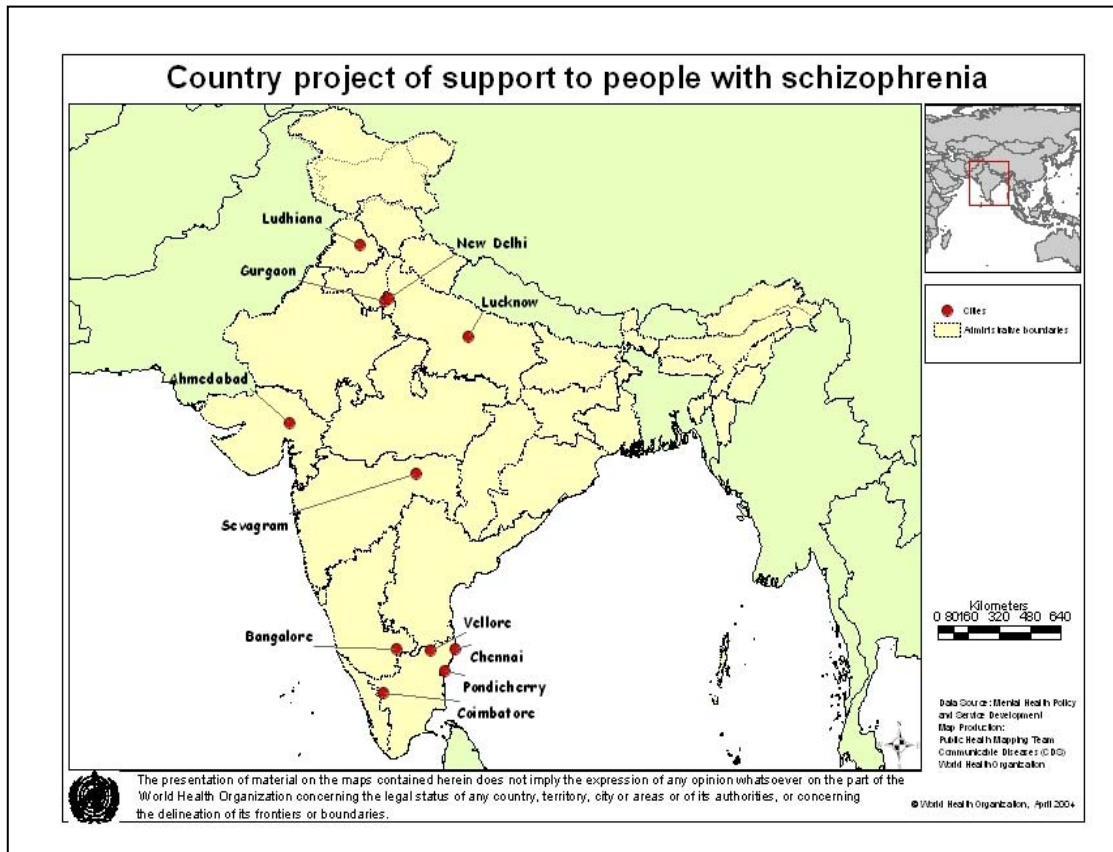 Country project of support to people with schizophrenia
Ludhiana
New Delhi
Gurgaon
Lucknow
Ahmedabad
Sevagram
Bangalore
Vellore
Chennai
Pondicherry
Coimbatore
Cities
Administrative boundaries
Kilometers
0 80 160 320 480 640
Data Source: Mental Health Policy
and Service Development
Map Production:
Public Health Mapping Team
Communicable Diseases (CDS)
World Health Organization
The presentation of material on the maps contained herein does not imply the expression of any opinion whatsoever on the part of the
World Health Organization concerning the legal status of any country, territory, city or areas or of its authorities, or concerning
the delineation of its frontiers or boundaries.
© World Health Organization, April 2004